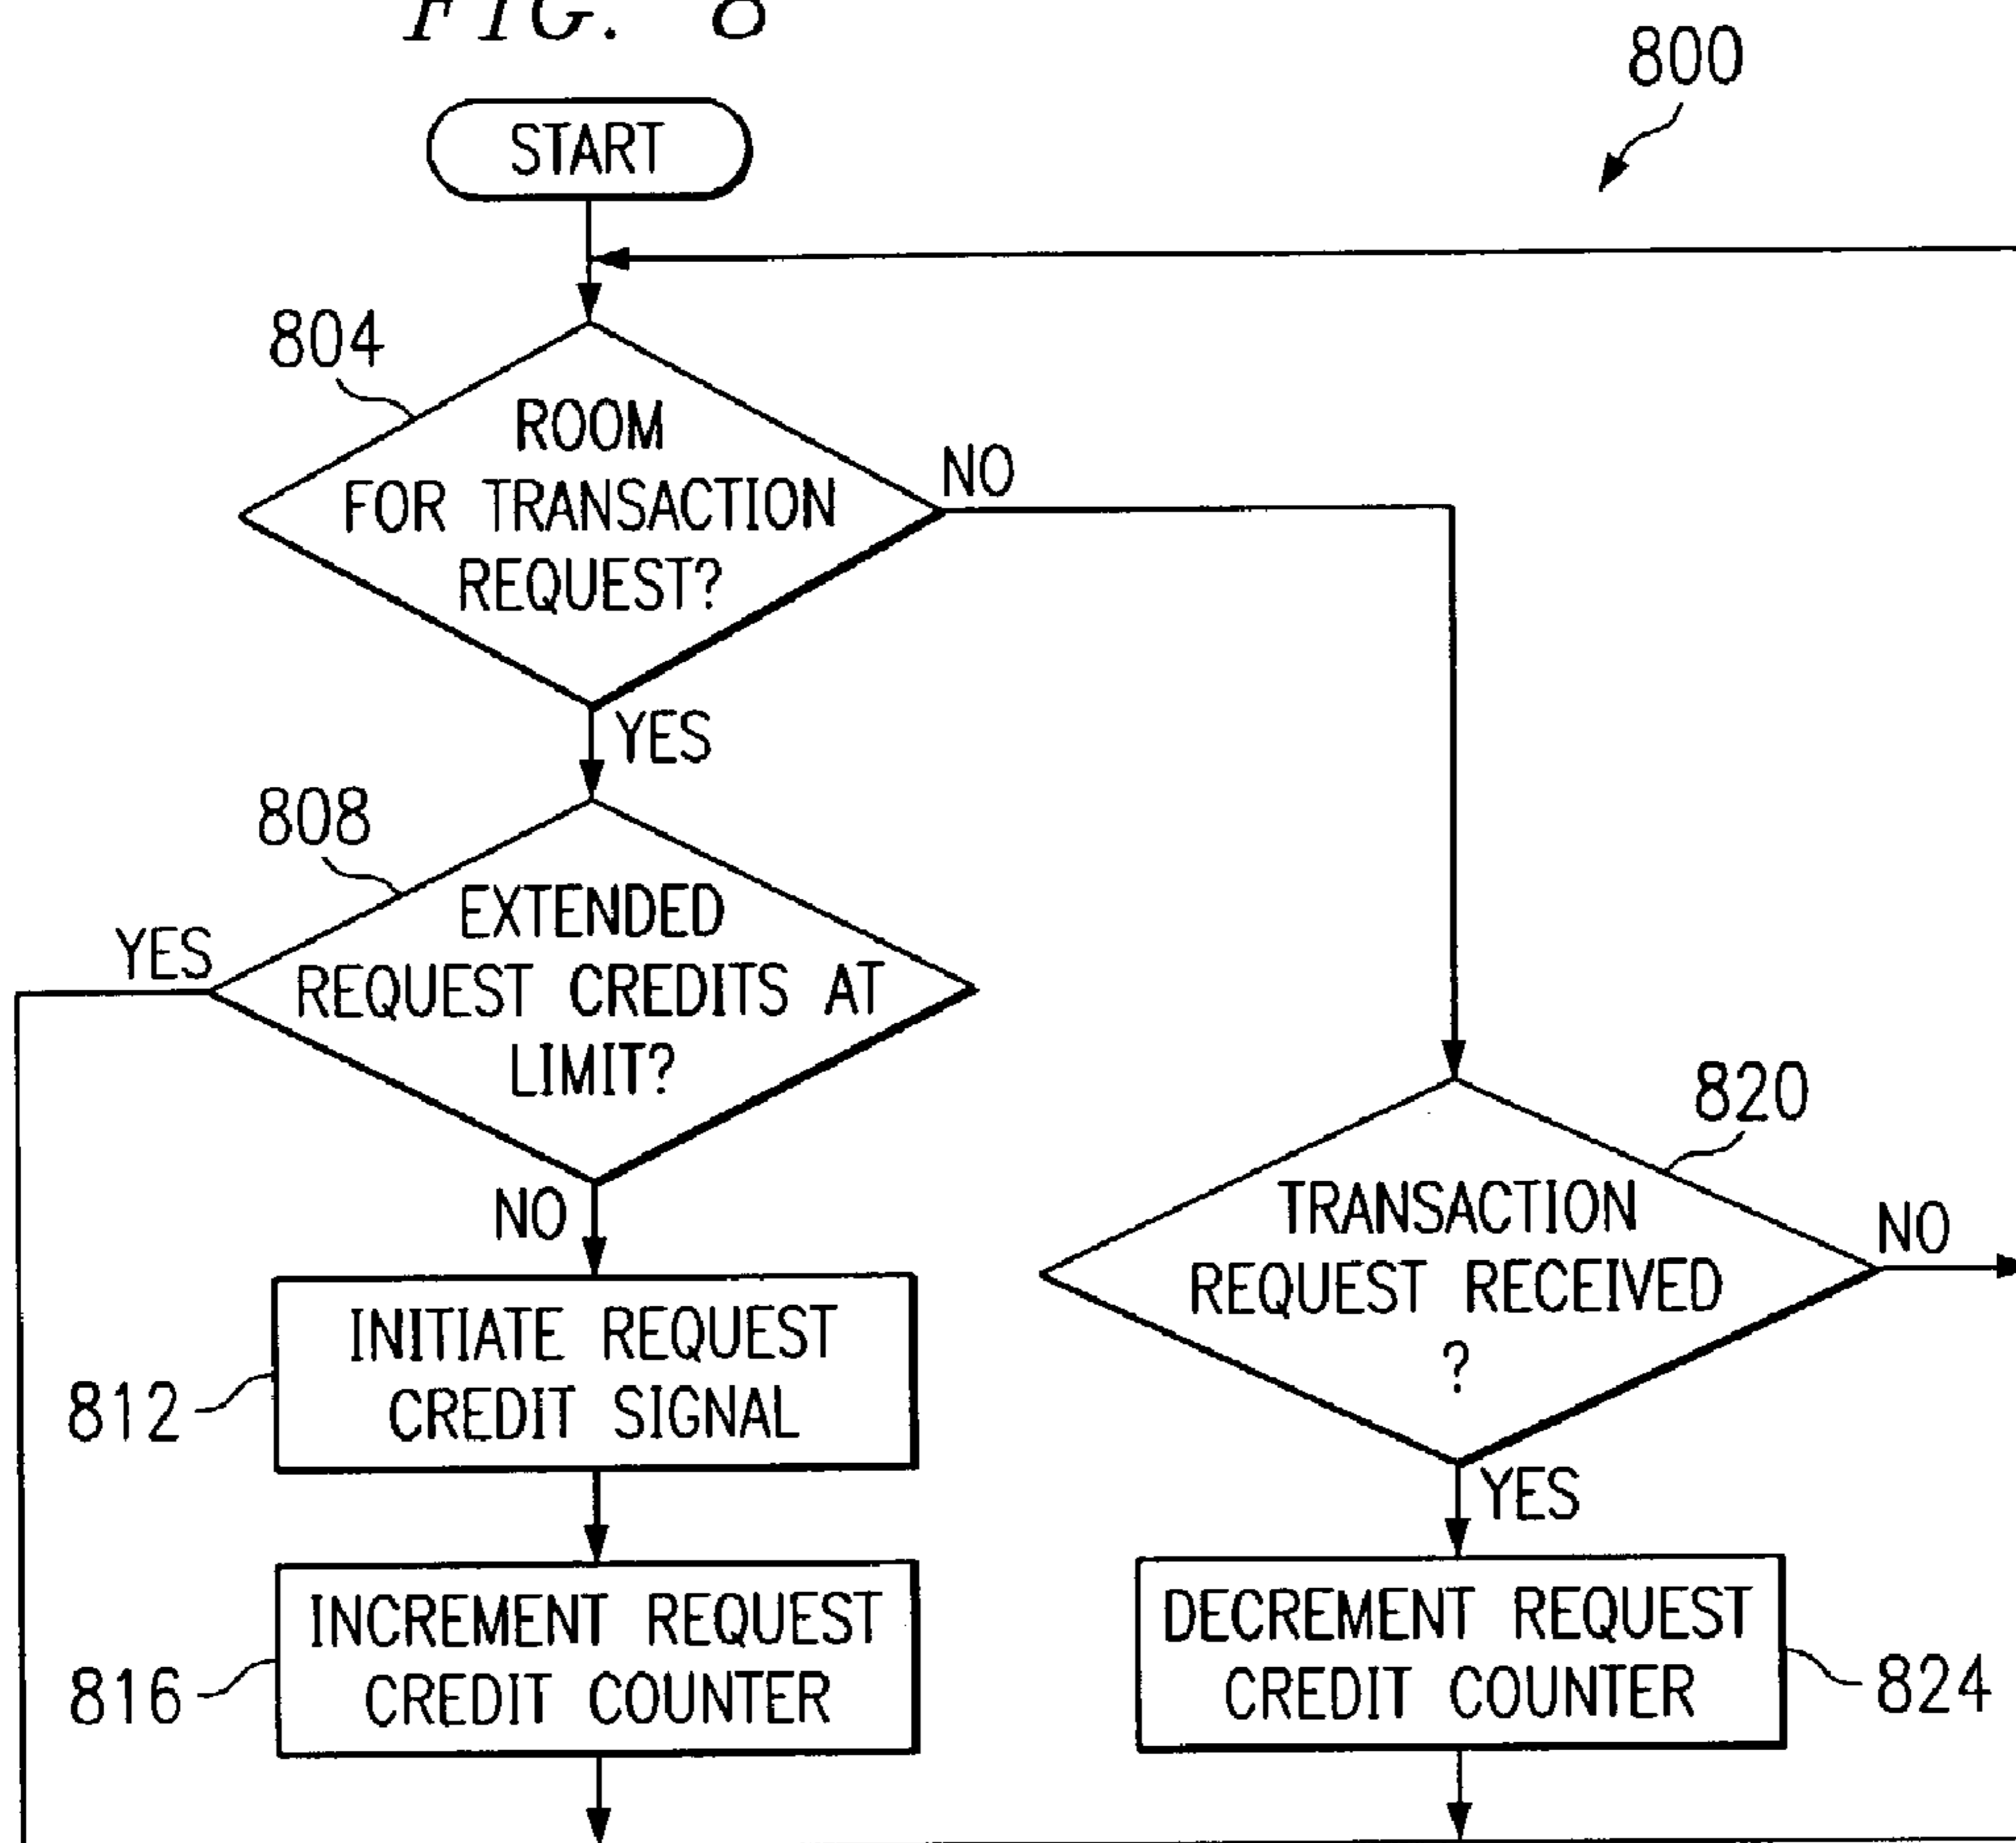 FIG. 8
800
START
804
ROOM
FOR TRANSACTION
REQUEST?
NO
YES
808
EXTENDED
REQUEST CREDITS AT
LIMIT?
YES
NO
812
INITIATE REQUEST
CREDIT SIGNAL
816
INCREMENT REQUEST
CREDIT COUNTER
820
TRANSACTION
REQUEST RECEIVED
?
NO
YES
DECREMENT REQUEST
CREDIT COUNTER
824